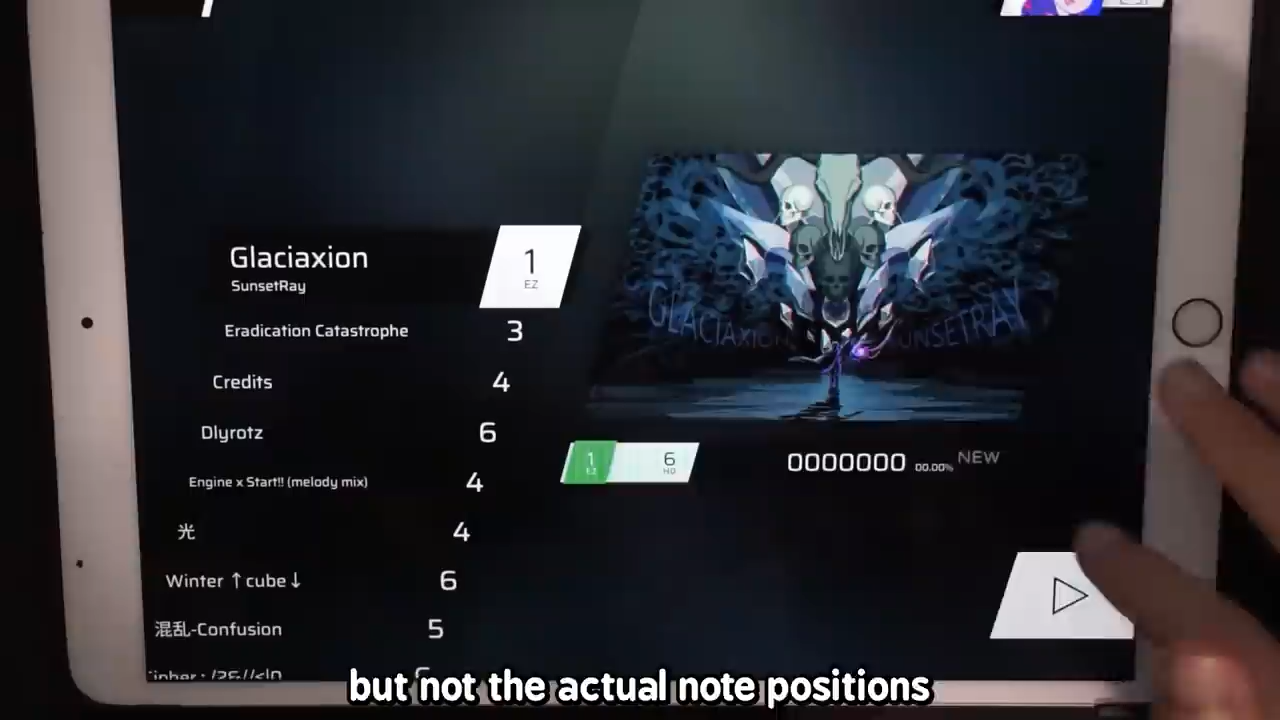 Glaciaxion
SunsetRay
1
EZ
Eradication Catastrophe 3
Credits 4
Dlyrotz 6
Engine x Start!! (melody mix) 4
光 4
Winter ↑cube↓ 6
混乱-Confusion 5
GLACIAXION SUNSETRAY
1 6
EZ HD
0000000 00.00% NEW
but not the actual note positions